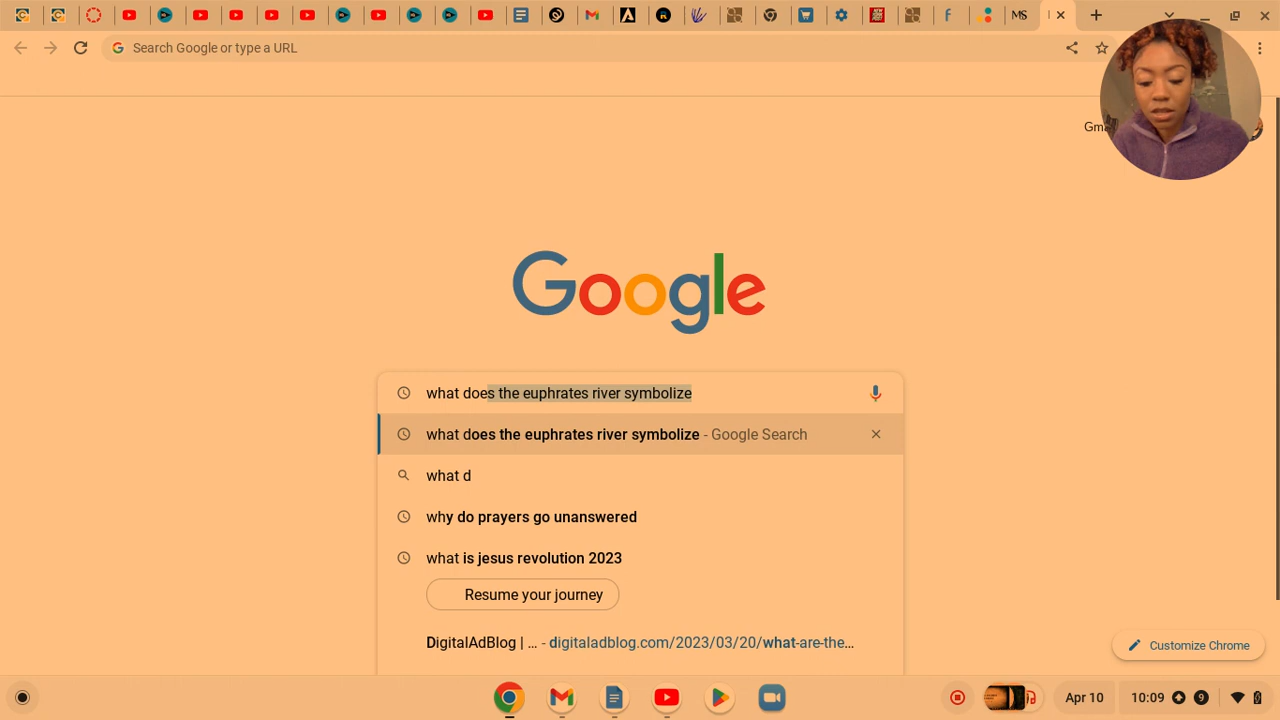 MS
Search Google or type a URL
Gma
Google
what does the euphrates river symbolize
what does the euphrates river symbolize - Google Search
what d
why do prayers go unanswered
what is jesus revolution 2023
Resume your journey
DigitalAdBlog | ... - digitaladblog.com/2023/03/20/what-are-the...
Customize Chrome
Apr 10
10:09
9